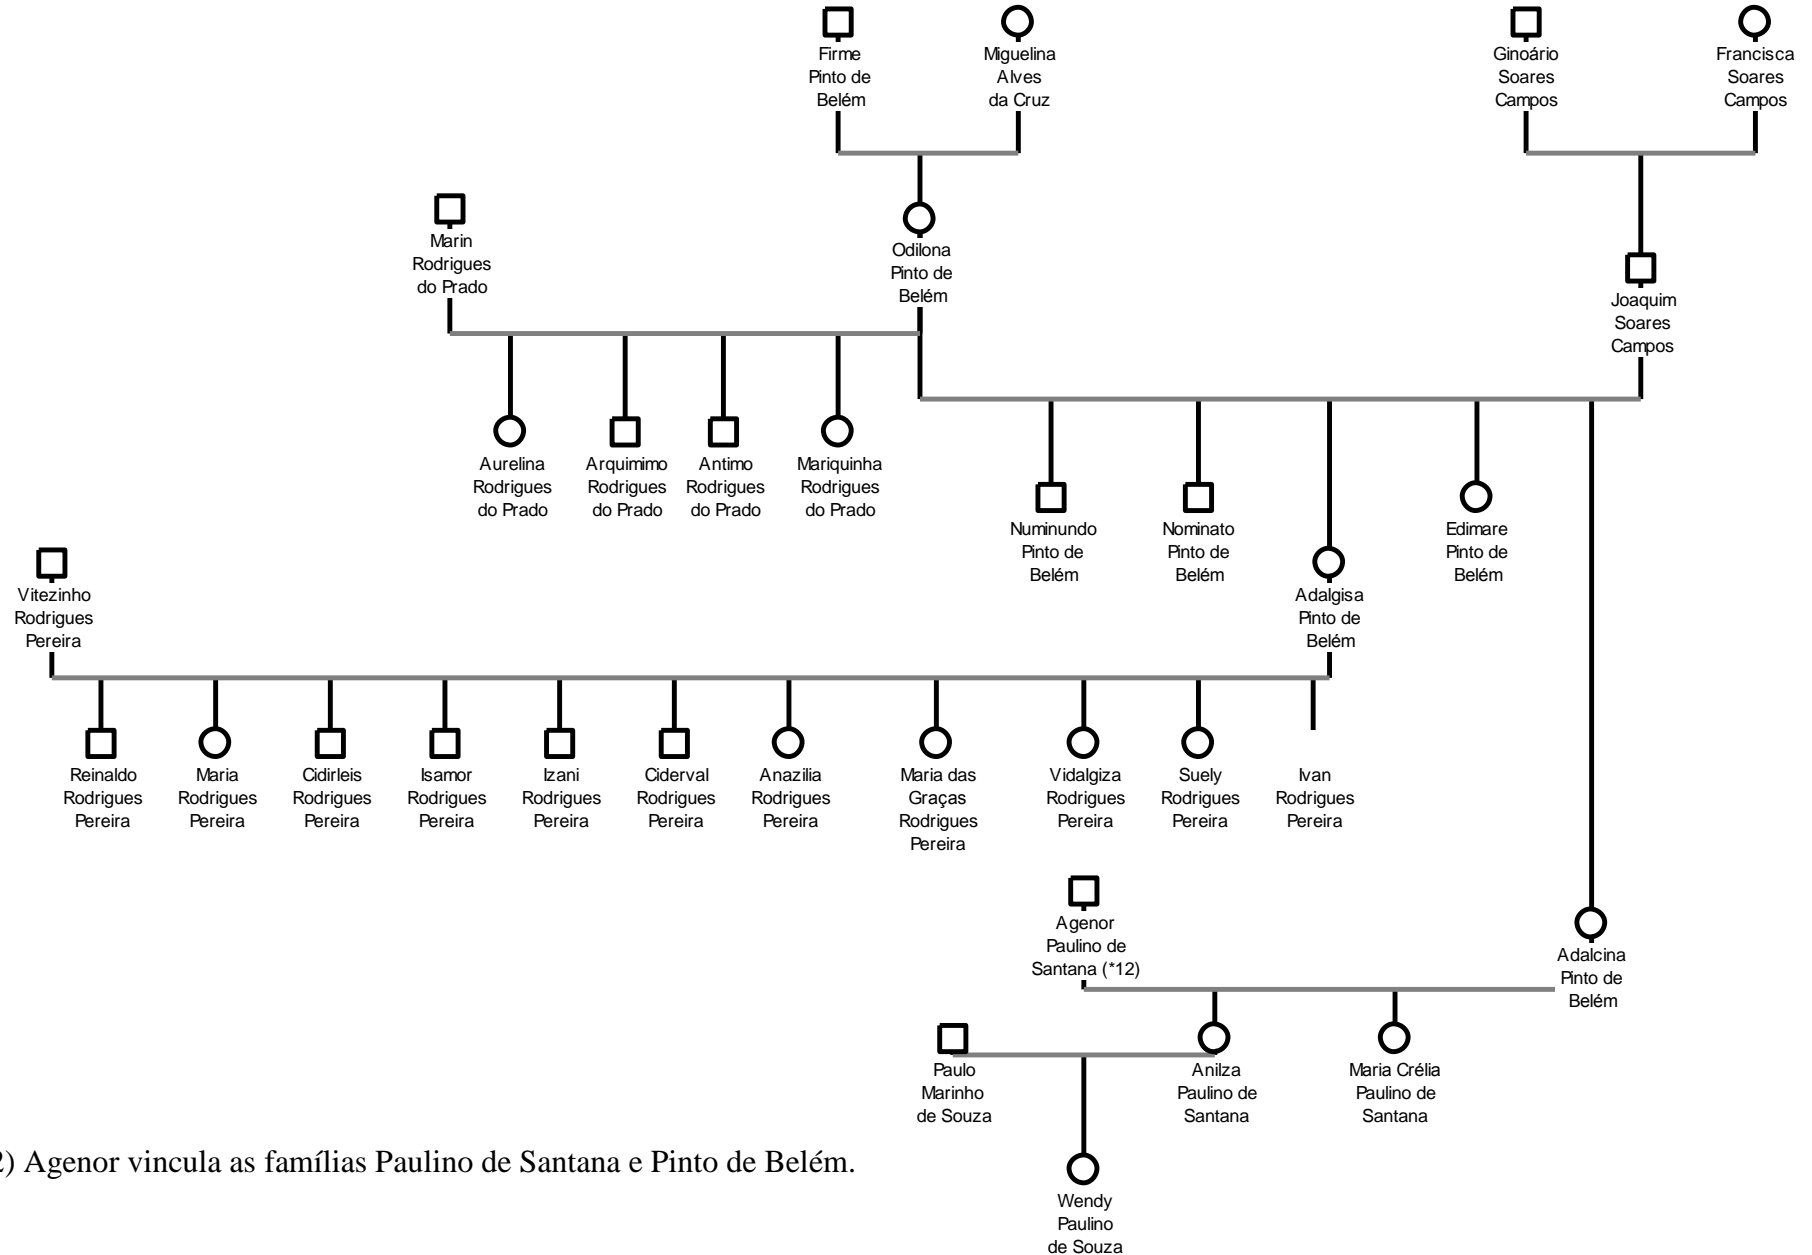 Firme
Pinto de
Belém
Miguelina
Alves
da Cruz
Ginoário
Soares
Campos
Francisca
Soares
Campos
Marin
Rodrigues
do Prado
Odilona
Pinto de
Belém
Joaquim
Soares
Campos
Aurelina
Rodrigues
do Prado
Arquimimo
Rodrigues
do Prado
Antimo
Rodrigues
do Prado
Mariquinha
Rodrigues
do Prado
Numinundo
Pinto de
Belém
Nominato
Pinto de
Belém
Edimare
Pinto de
Belém
Vitezinho
Rodrigues
Pereira
Adalgisa
Pinto de
Belém
Reinaldo
Rodrigues
Pereira
Maria
Rodrigues
Pereira
Cidirleis
Rodrigues
Pereira
Isamor
Rodrigues
Pereira
Izani
Rodrigues
Pereira
Ciderval
Rodrigues
Pereira
Anazilia
Rodrigues
Pereira
Maria das
Graças
Rodrigues
Pereira
Vidalgiza
Rodrigues
Pereira
Suely
Rodrigues
Pereira
Ivan
Rodrigues
Pereira
Agenor
Paulino de
Santana (*12)
Adalcina
Pinto de
Belém
Paulo
Marinho
de Souza
Anilza
Paulino de
Santana
Maria Crélia
Paulino de
Santana
2) Agenor vincula as famílias Paulino de Santana e Pinto de Belém.
Wendy
Paulino
de Souza